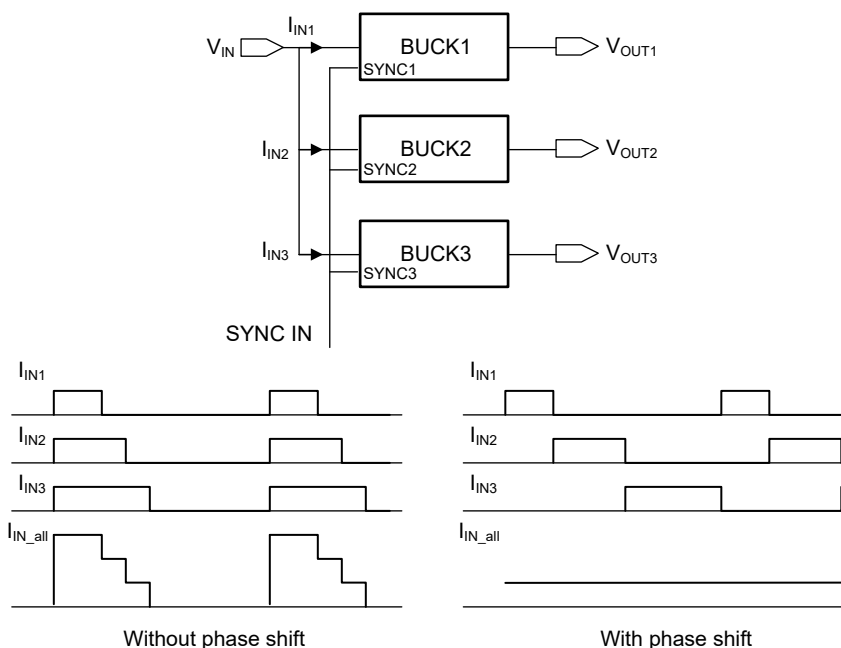 I_IN1
V_IN
BUCK1
V_OUT1
SYNC1
I_IN2
BUCK2
V_OUT2
SYNC2
I_IN3
BUCK3
V_OUT3
SYNC3
SYNC IN
I_IN1
I_IN2
I_IN3
I_IN_all
Without phase shift
I_IN1
I_IN2
I_IN3
I_IN_all
With phase shift